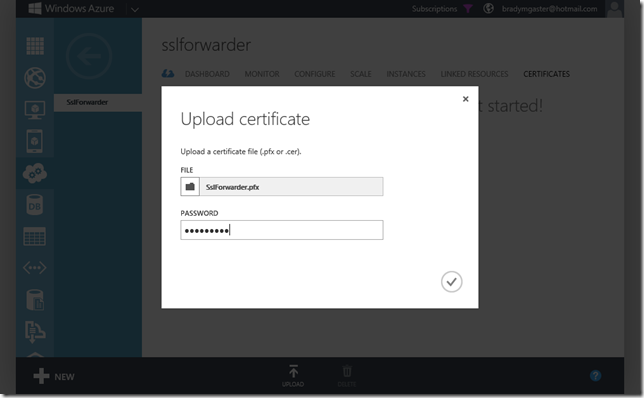 Windows Azure
Subscriptions
bradymgaster@hotmail.com
sslforwarder
SslForwarder
DASHBOARD MONITOR CONFIGURE SCALE INSTANCES LINKED RESOURCES CERTIFICATES
t started!
Upload certificate
Upload a certificate file (.pfx or .cer).
FILE
SslForwarder.pfx
PASSWORD
DB
NEW
UPLOAD
DELETE
?